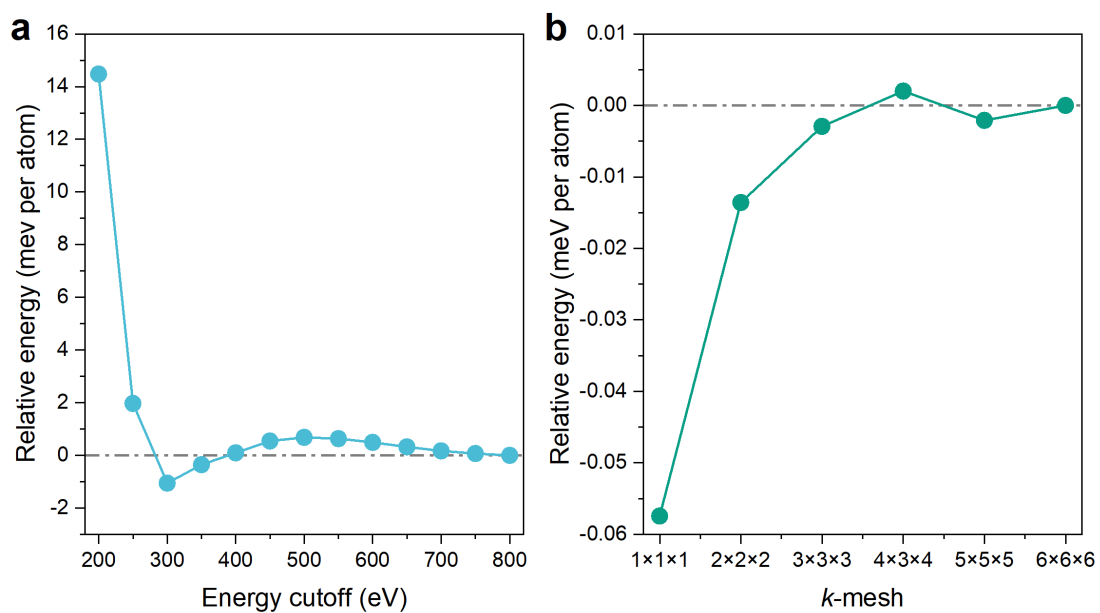 a
16
14
12
10
8
6
4
2
0
-2
Relative energy (mev per atom)
200 300 400 500 600 700 800
Energy cutoff (eV)
b
0.01
0.00
-0.01
-0.02
-0.03
-0.04
-0.05
-0.06
Relative energy (meV per atom)
1×1×1 2×2×2 3×3×3 4×3×4 5×5×5 6×6×6
k-mesh